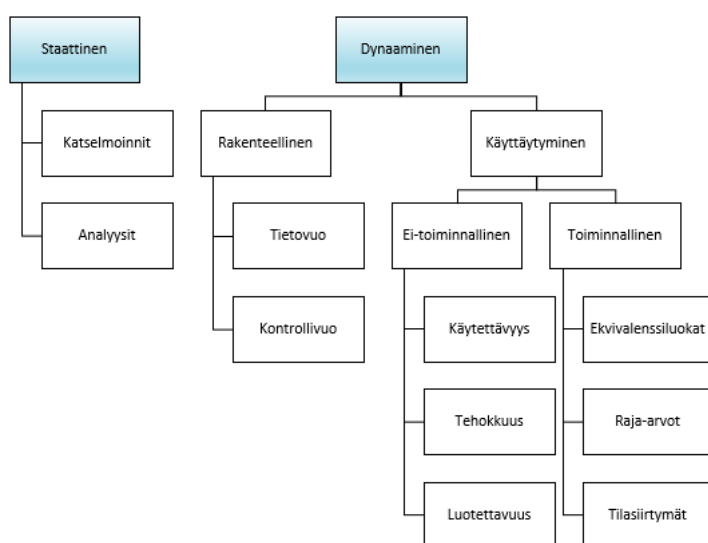 Staattinen
Dynaaminen
Katselmoinnit
Rakenteellinen
Käyttäytyminen
Analyysit
Tietovuo
Ei-toiminnallinen
Toiminnallinen
Kontrollivuo
Käytettävyys
Ekvivalenssiluokat
Tehokkuus
Raja-arvot
Luotettavuus
Tilasiirtymät